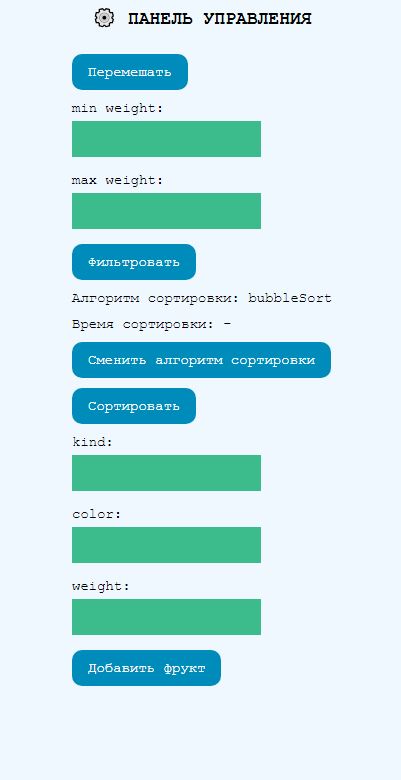 ПАНЕЛЬ УПРАВЛЕНИЯ
Перемешать
min weight:
max weight:
Фильтровать
Алгоритм сортировки: bubbleSort
Время сортировки: -
Сменить алгоритм сортировки
Сортировать
kind:
color:
weight:
Добавить фрукт